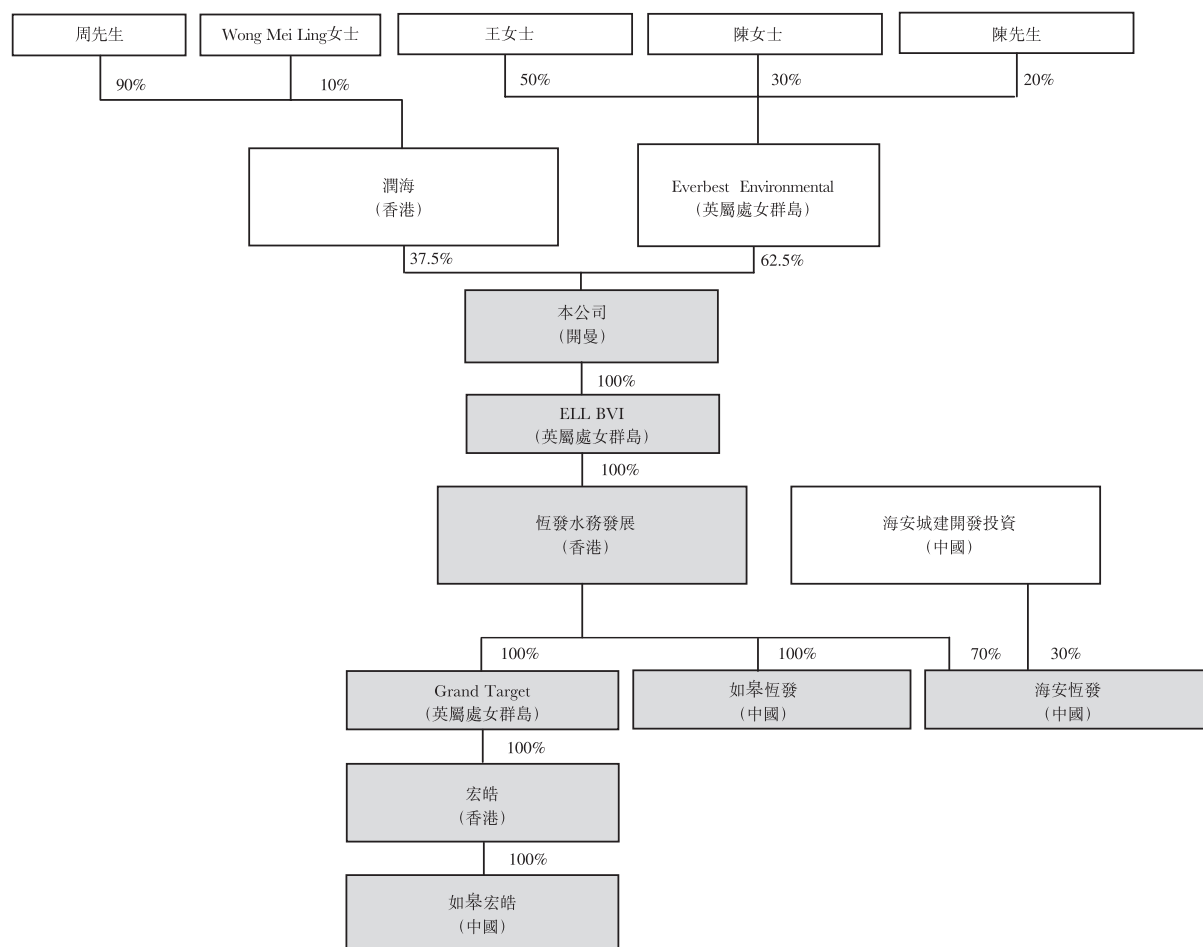 周先生
Wong Mei Ling女士
王女士
陳女士
陳先生
90%
10%
50%
30%
20%
潤海
（香港）
Everbest Environmental
（英屬處女群島）
37.5%
62.5%
本公司
（開曼）
100%
ELL BVI
（英屬處女群島）
100%
恆發水務發展
（香港）
海安城建開發投資
（中國）
100%
100%
70%
30%
Grand Target
（英屬處女群島）
如皋恆發
（中國）
海安恆發
（中國）
100%
宏皓
（香港）
100%
如皋宏皓
（中國）